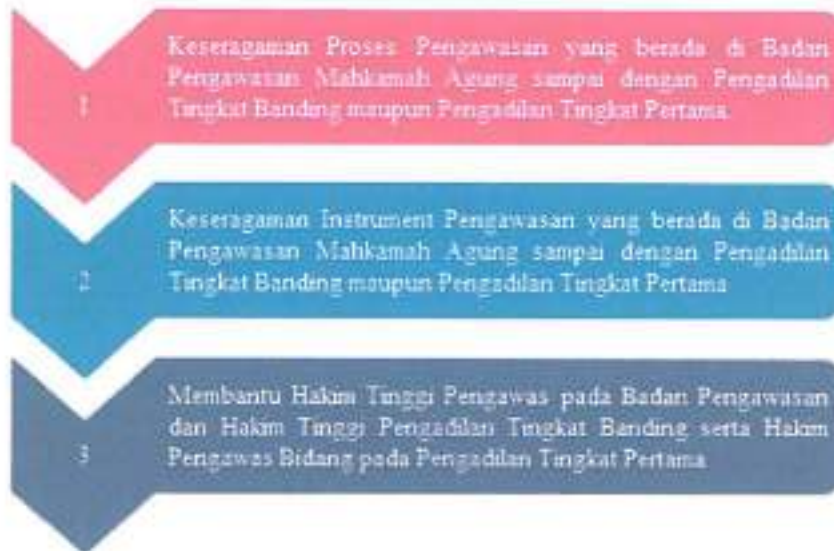 1
Keseragaman Proses Pengawasan yang berada di Badan
Pengawasan Mahkamah Agung sampai dengan Pengadilan
Tingkat Banding maupun Pengadilan Tingkat Pertama.
2
Keseragaman Instrument Pengawasan yang berada di Badan
Pengawasan Mahkamah Agung sampai dengan Pengadilan
Tingkat Banding maupun Pengadilan Tingkat Pertama
3
Membantu Hakim Tinggi Pengawas pada Badan Pengawasan
dan Hakim Tinggi Pengadilan Tingkat Banding serta Hakim
Pengawas Bidang pada Pengadilan Tingkat Pertama